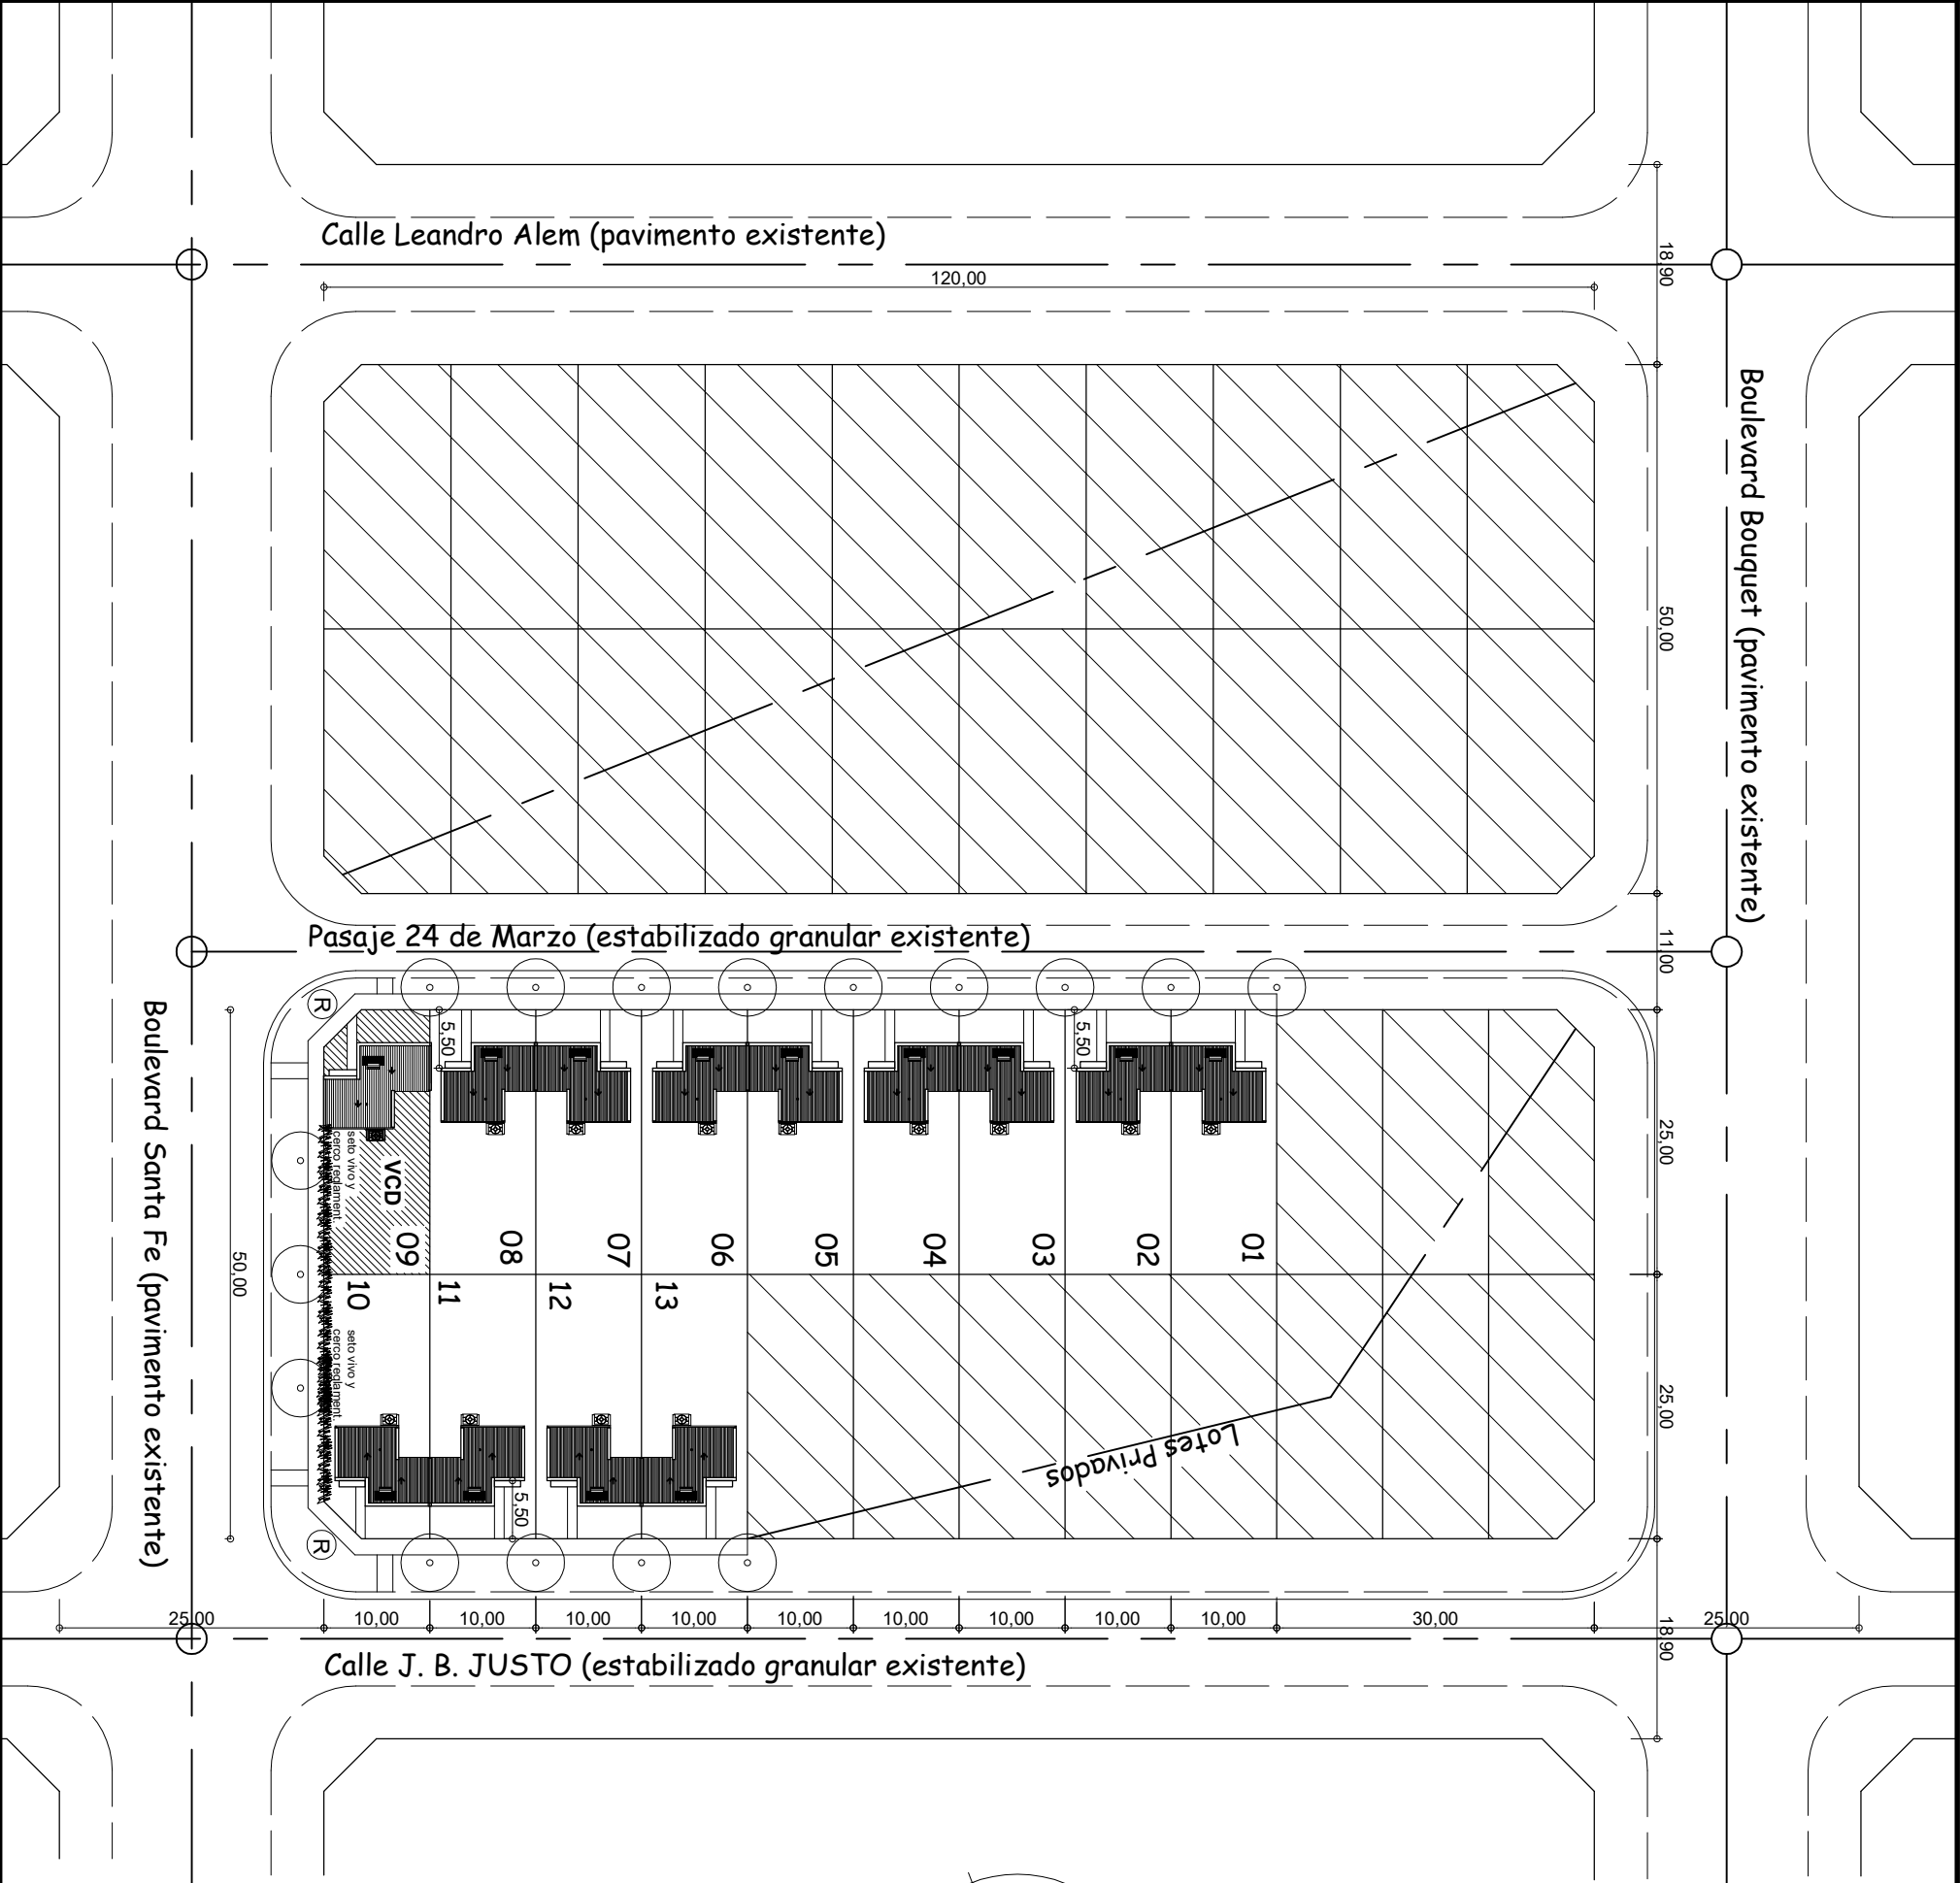 Calle Leandro Alem (pavimento existente)
120,00
18,90
Boulevard Bouquet (pavimento existente)
50,00
Pasaje 24 de Marzo (estabilizado granular existente)
11,00
R
5,50
5,50
Boulevard Santa Fe (pavimento existente)
50,00
seto vivo y
cerco reglament.
VCD
25,00
09
08
07
06
05
04
03
02
01
10
11
12
13
seto vivo y
cerco reglament.
25,00
Lotes Privados
5,50
R
25,00
10,00
10,00
10,00
10,00
10,00
10,00
10,00
10,00
10,00
30,00
25,00
18,90
Calle J. B. JUSTO (estabilizado granular existente)